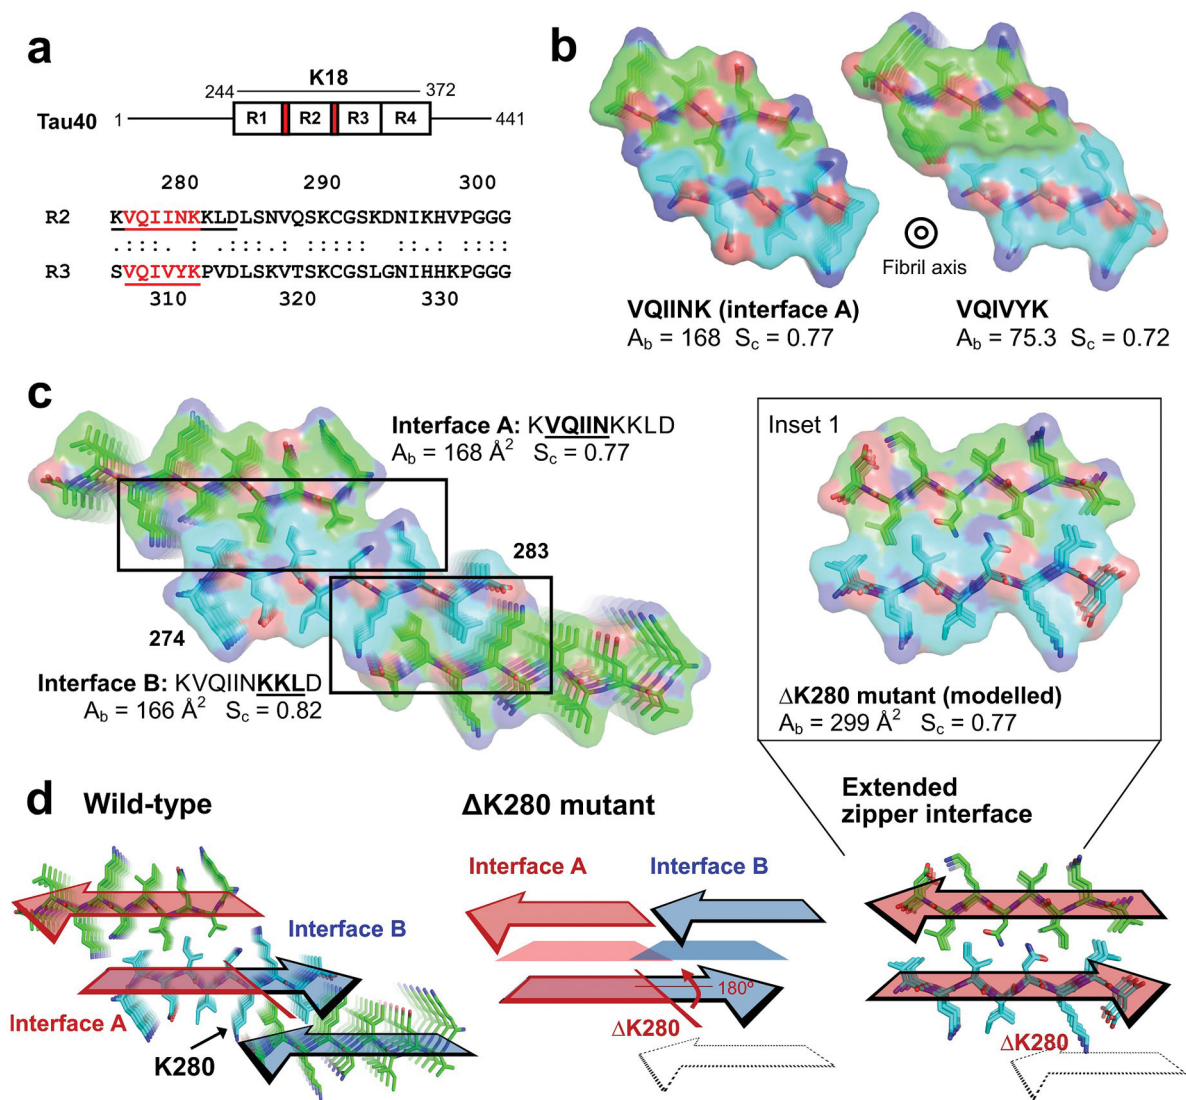 a
K18
244
372
Tau40
1
R1
R2
R3
R4
441
280
290
300
R2
KVQIINKKLDLSNVQSKCGSKDNIKHVPGGG
. : : : . : : : . : : . : : : : : : : : : : : :
R3
SVQIVYKPVDLSKVTSKCGSLGNIHHKPGGG
310
320
330
b
Fibril axis
VQIINK (interface A)
Ab = 168 Sc = 0.77
VQIVYK
Ab = 75.3 Sc = 0.72
c
Interface A: KVQIINKKLD
Ab = 168 Å² Sc = 0.77
283
274
Interface B: KVQIINKKLD
Ab = 166 Å² Sc = 0.82
Inset 1
ΔK280 mutant (modelled)
Ab = 299 Å² Sc = 0.77
d
Wild-type
Interface B
Interface A
K280
ΔK280 mutant
Interface A
Interface B
180º
ΔK280
Extended
zipper interface
ΔK280